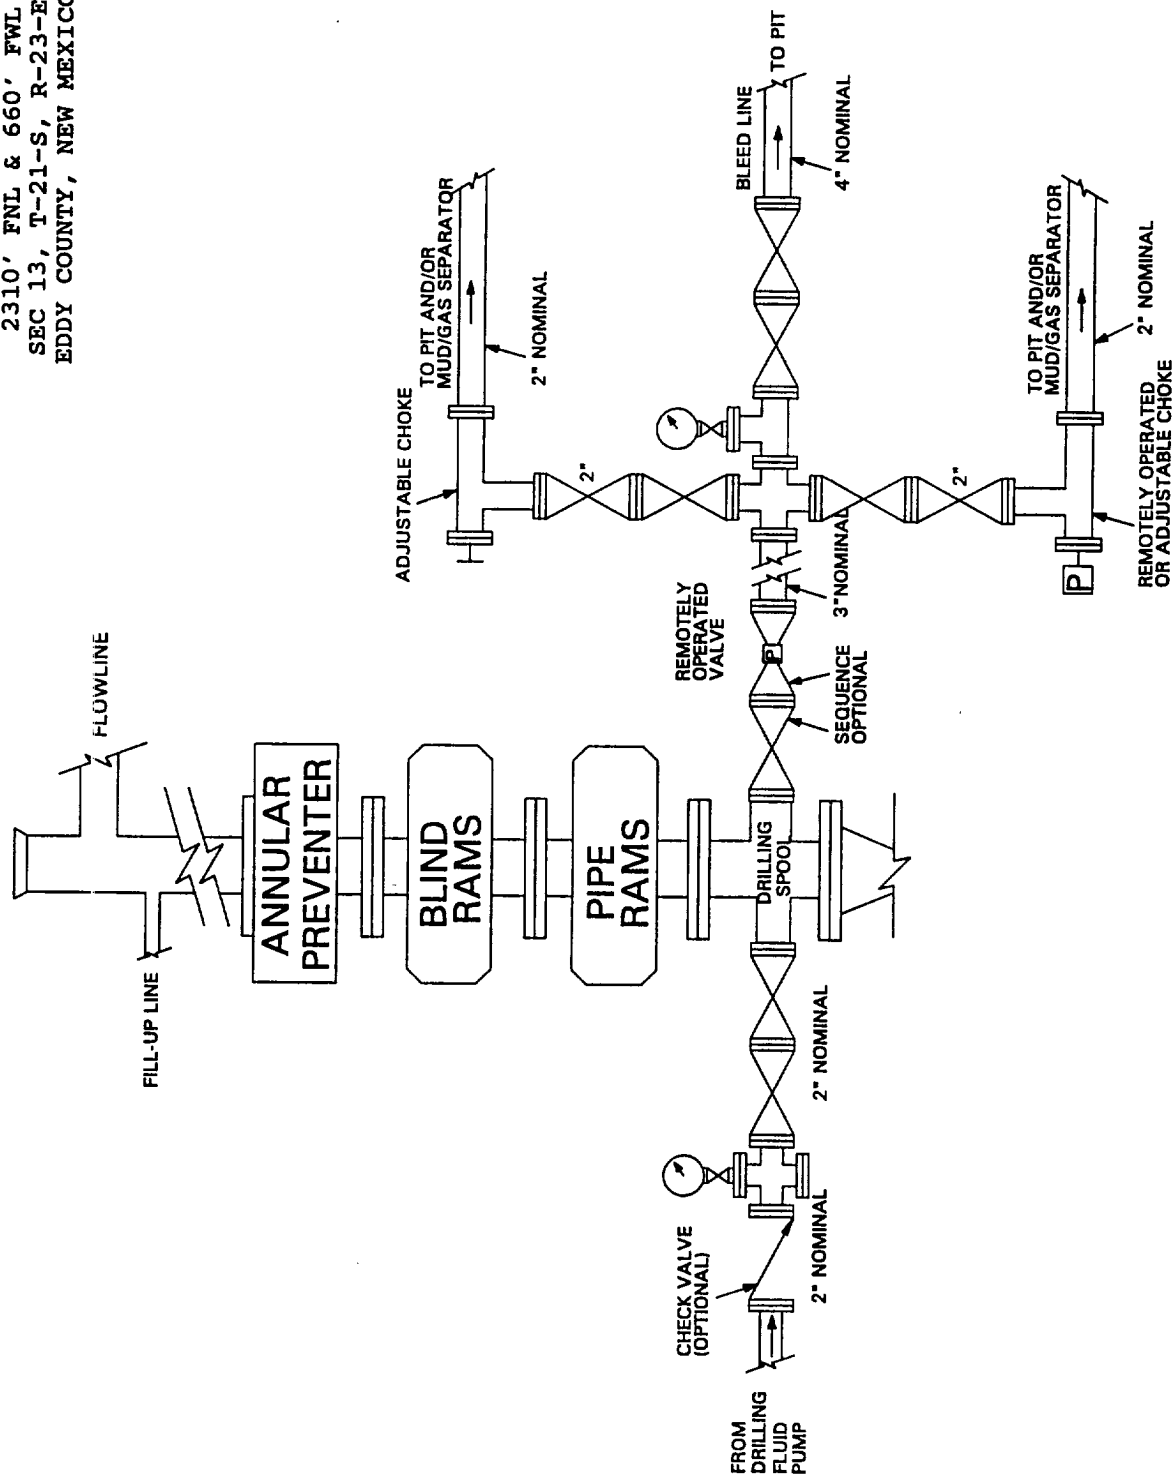 2310' FNL & 660' FWL
SEC 13, T-21-S, R-23-E
EDDY COUNTY, NEW MEXICO
FLOWLINE
FILL-UP LINE
ANNULAR
PREVENTER
BLIND
RAMS
PIPE
RAMS
DRILLING
SPOOL
FROM
DRILLING
FLUID
PUMP
CHECK VALVE
(OPTIONAL)
2" NOMINAL
2" NOMINAL
SEQUENCE
OPTIONAL
REMOTELY
OPERATED
VALVE
P
3" NOMINAL
ADJUSTABLE CHOKE
TO PIT AND/OR
MUD/GAS SEPARATOR
2" NOMINAL
2"
BLEED LINE
TO PIT
4" NOMINAL
2"
P
TO PIT AND/OR
MUD/GAS SEPARATOR
2" NOMINAL
REMOTELY OPERATED
OR ADJUSTABLE CHOKE